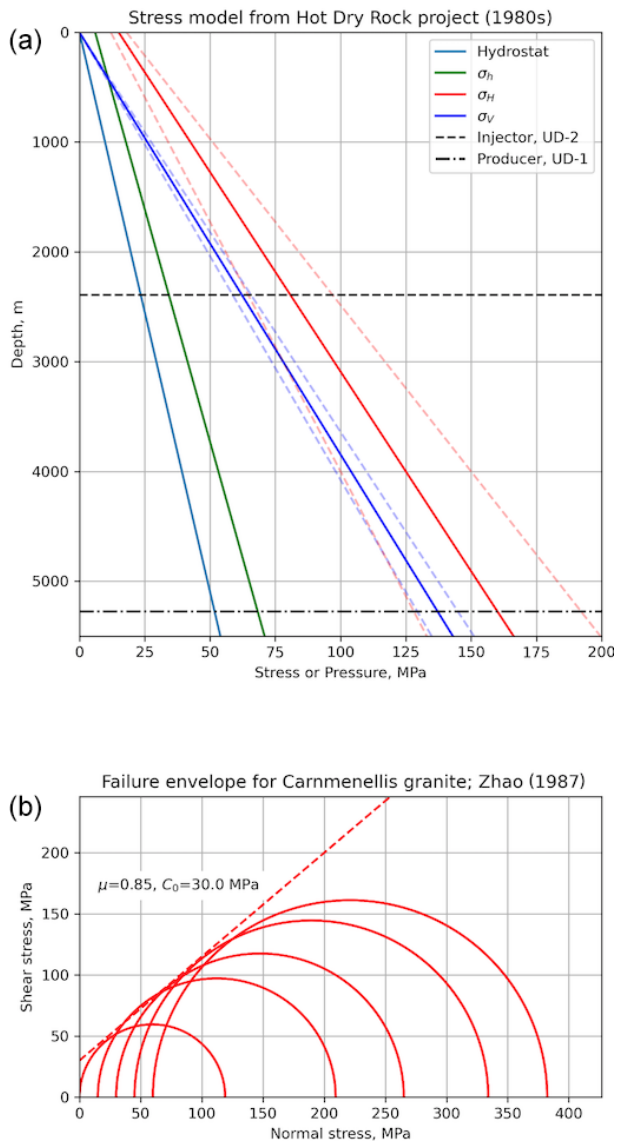 (a)
Stress model from Hot Dry Rock project (1980s)
Hydrostat
σh
σH
σV
Injector, UD-2
Producer, UD-1
0
1000
2000
3000
4000
5000
Depth, m
0 25 50 75 100 125 150 175 200
Stress or Pressure, MPa
(b)
Failure envelope for Carnmenellis granite; Zhao (1987)
μ=0.85, C0=30.0 MPa
200
150
100
50
0
Shear stress, MPa
0 50 100 150 200 250 300 350 400
Normal stress, MPa